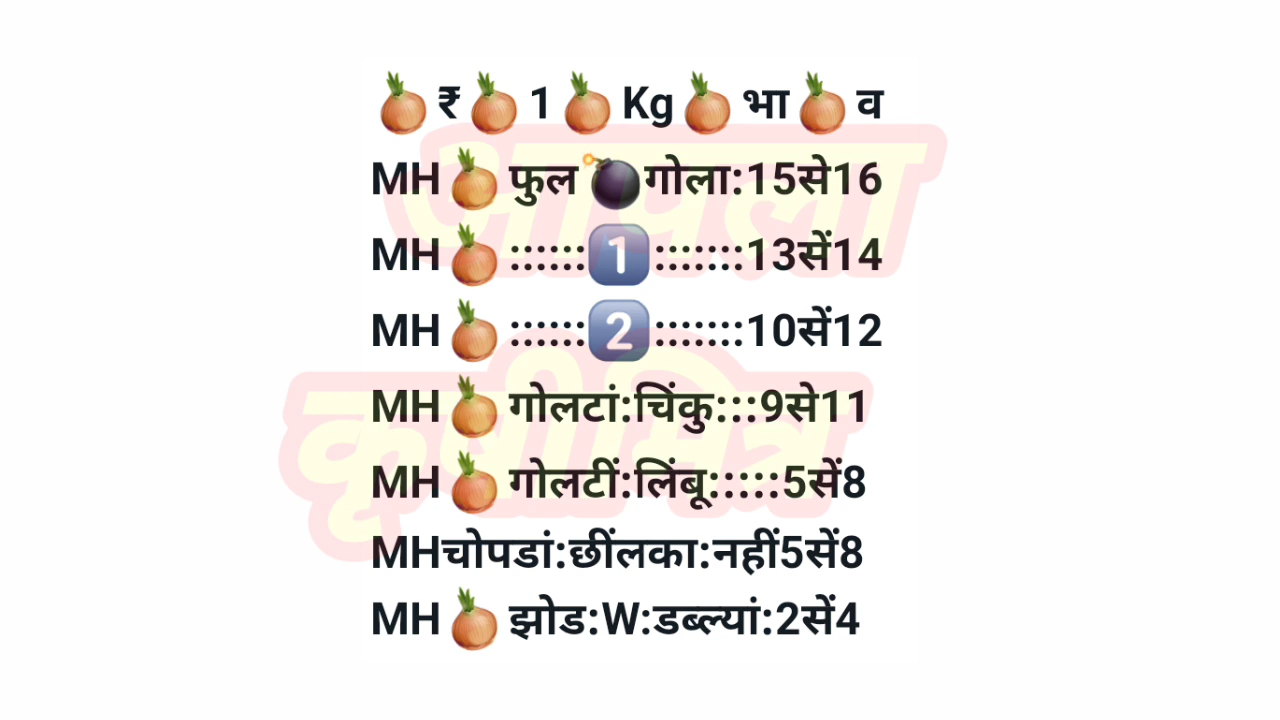 🧅₹🧅1🧅Kg🧅भा🧅व
MH🧅फुल💣गोला:15से16
MH🧅::::::1️⃣:::::::13सें14
MH🧅::::::2️⃣:::::::10सें12
MH🧅गोलटां:चिंकु:::9से11
MH🧅गोलटीं:लिंबू:::::5सें8
MHचोपडां:छींलका:नहीं5सें8
MH🧅झोड:W:डब्ल्यां:2सें4
आपला
कृषीमित्र